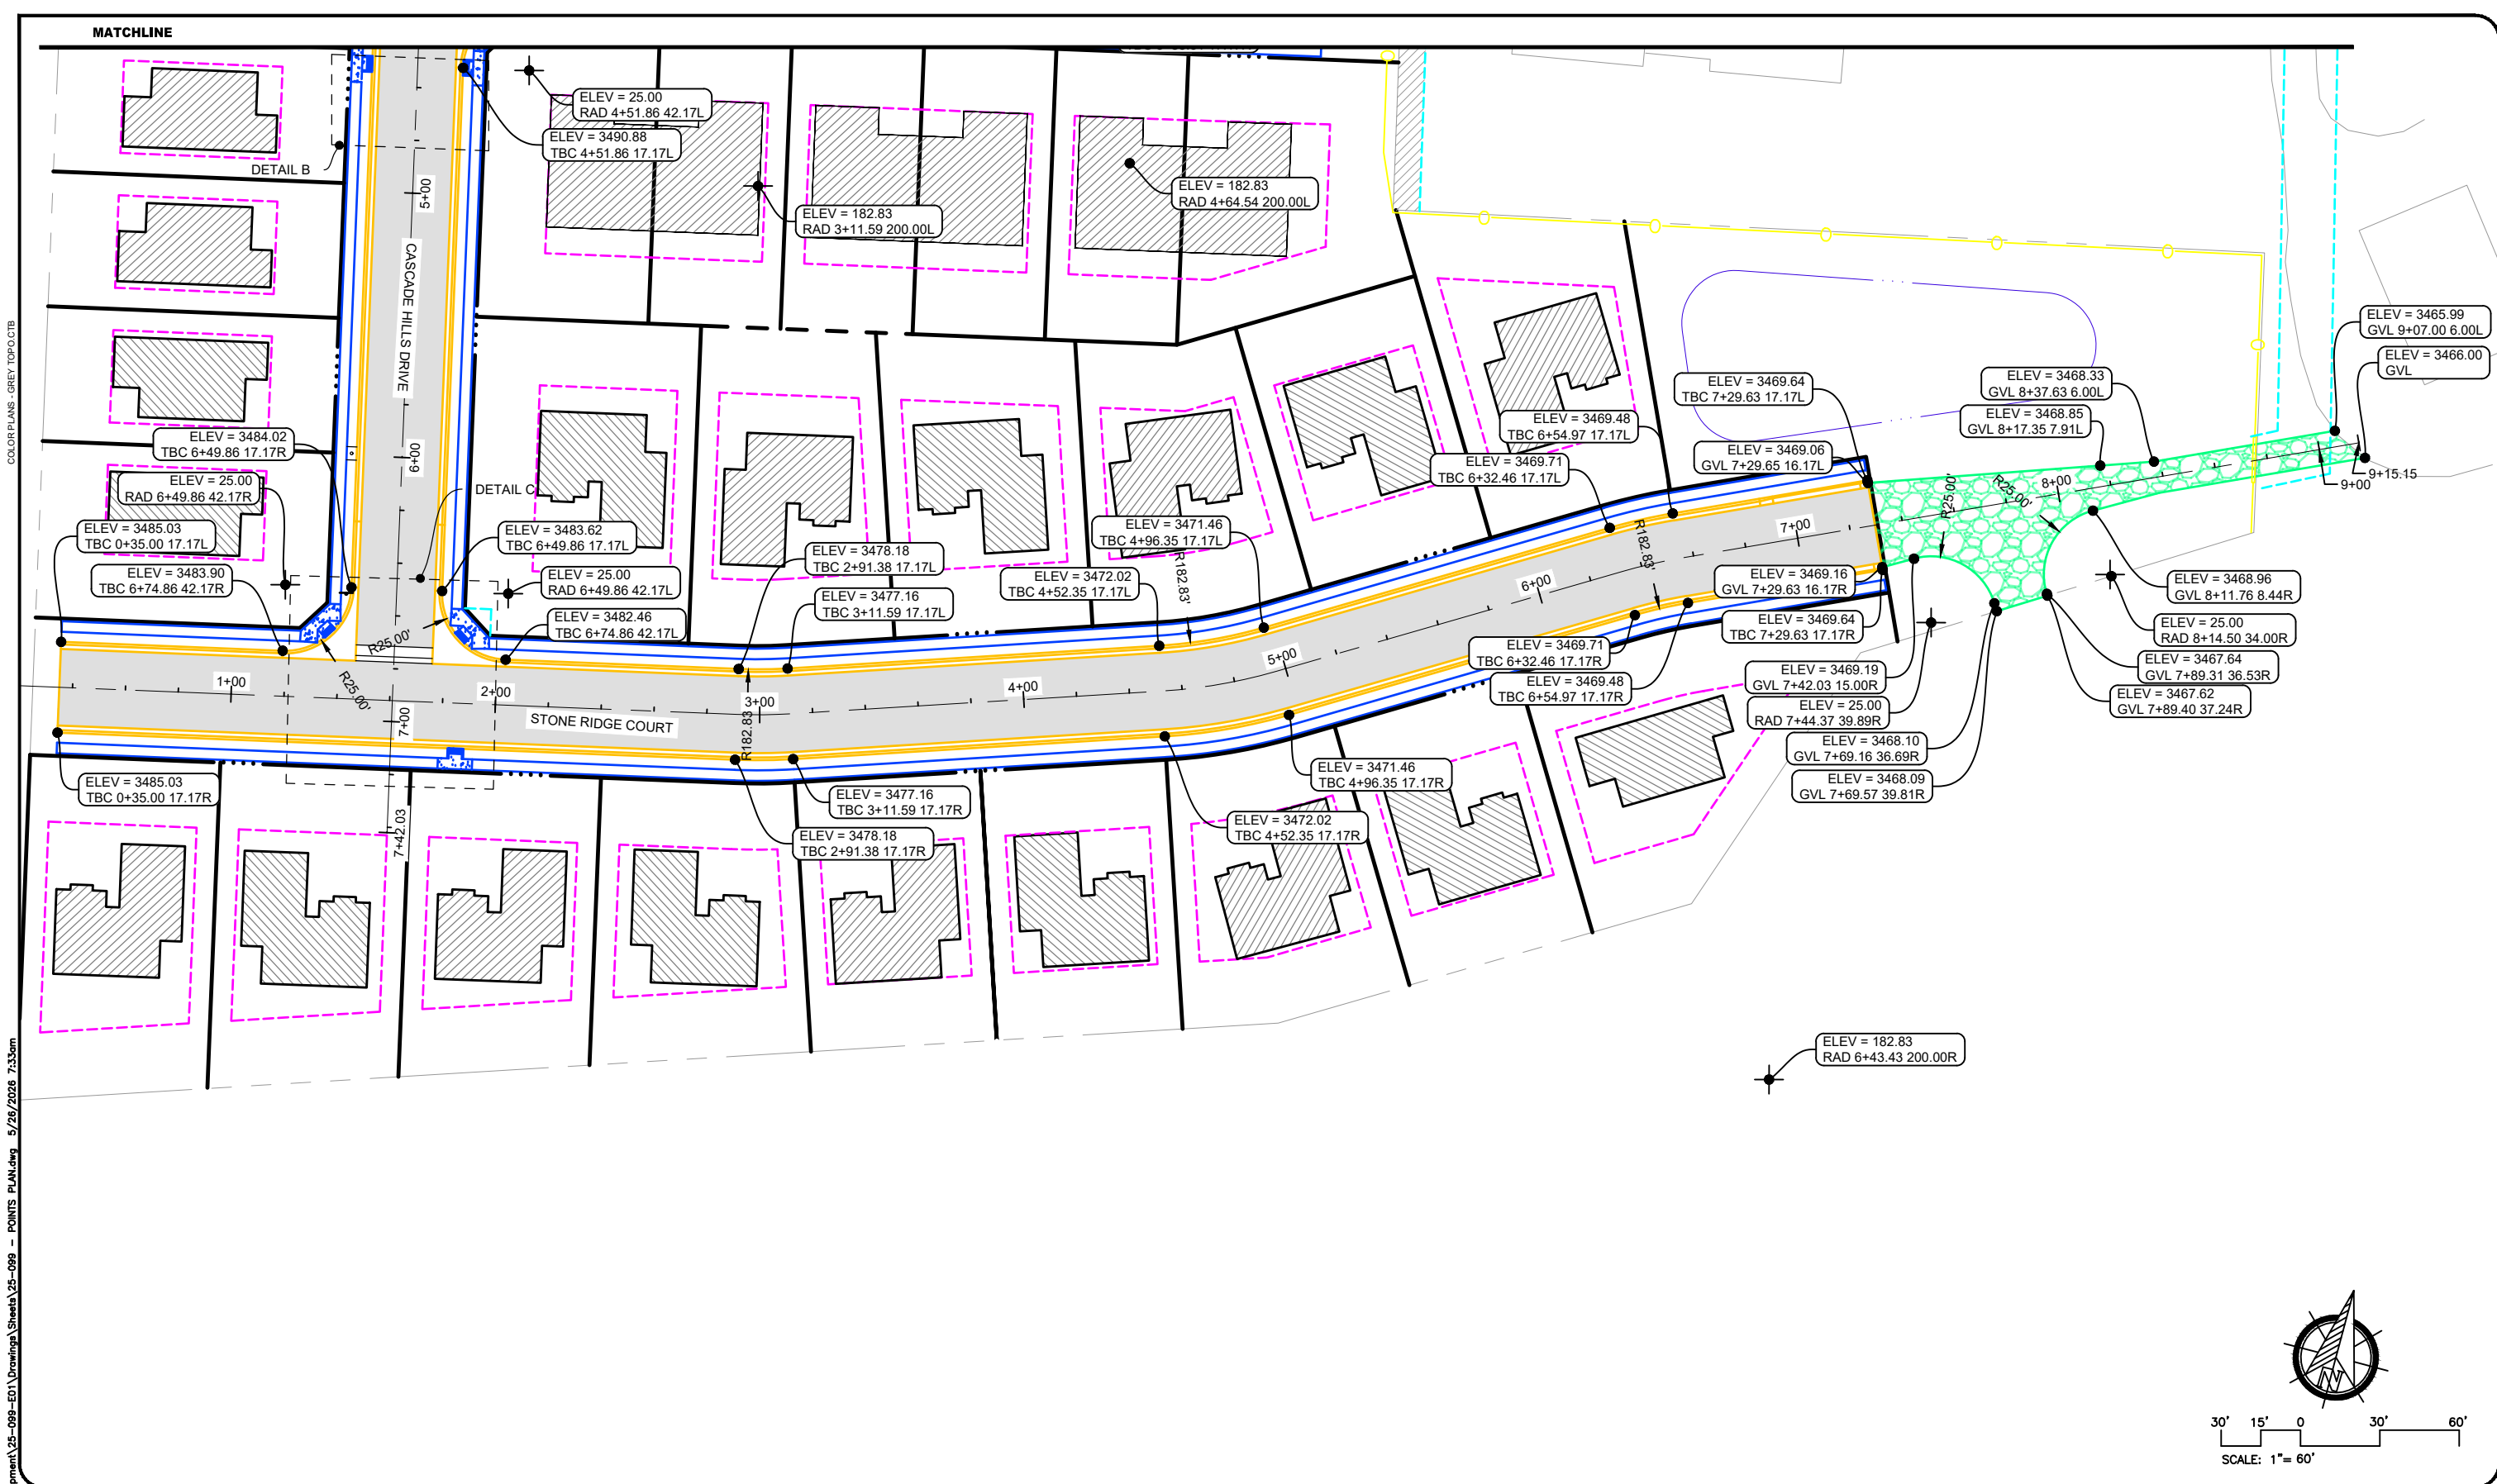 MATCHLINE
ELEV = 25.00
RAD 4+51.86 42.17L
ELEV = 3490.88
TBC 4+51.86 17.17L
DETAIL B
5+00
ELEV = 182.83
RAD 3+11.59 200.00L
ELEV = 182.83
RAD 4+64.54 200.00L
CASCADE HILLS DRIVE
6+00
ELEV = 3465.99
GVL 9+07.00 6.00L
ELEV = 3466.00
GVL
ELEV = 3469.64
TBC 7+29.63 17.17L
ELEV = 3468.33
GVL 8+37.63 6.00L
ELEV = 3468.85
GVL 8+17.35 7.91L
ELEV = 3469.48
TBC 6+54.97 17.17L
ELEV = 3469.06
GVL 7+29.65 16.17L
ELEV = 3469.71
TBC 6+32.46 17.17L
ELEV = 3484.02
TBC 6+49.86 17.17R
ELEV = 25.00
RAD 6+49.86 42.17R
DETAIL C
ELEV = 3485.03
TBC 0+35.00 17.17L
ELEV = 3483.62
TBC 6+49.86 17.17L
ELEV = 3483.90
TBC 6+74.86 42.17R
ELEV = 25.00
RAD 6+49.86 42.17L
ELEV = 3482.46
TBC 6+74.86 42.17L
ELEV = 3478.18
TBC 2+91.38 17.17L
ELEV = 3477.16
TBC 3+11.59 17.17L
ELEV = 3471.46
TBC 4+96.35 17.17L
ELEV = 3472.02
TBC 4+52.35 17.17L
R182.83'
R182.83'
R25.00'
R25.00'
8+00
9+00
9+15.15
7+00
6+00
5+00
4+00
3+00
2+00
1+00
R25.00'
R25.00'
R182.83'
7+00
STONE RIDGE COURT
7+42.03
ELEV = 3469.16
GVL 7+29.63 16.17R
ELEV = 3469.64
TBC 7+29.63 17.17R
ELEV = 3469.71
TBC 6+32.46 17.17R
ELEV = 3469.48
TBC 6+54.97 17.17R
ELEV = 3469.19
GVL 7+42.03 15.00R
ELEV = 25.00
RAD 7+44.37 39.89R
ELEV = 3468.10
GVL 7+69.16 36.69R
ELEV = 3468.09
GVL 7+69.57 39.81R
ELEV = 3468.96
GVL 8+11.76 8.44R
ELEV = 25.00
RAD 8+14.50 34.00R
ELEV = 3467.64
GVL 7+89.31 36.53R
ELEV = 3467.62
GVL 7+89.40 37.24R
ELEV = 3485.03
TBC 0+35.00 17.17R
ELEV = 3477.16
TBC 3+11.59 17.17R
ELEV = 3478.18
TBC 2+91.38 17.17R
ELEV = 3471.46
TBC 4+96.35 17.17R
ELEV = 3472.02
TBC 4+52.35 17.17R
ELEV = 182.83
RAD 6+43.43 200.00R
N
30' 15' 0 30' 60'
SCALE: 1"= 60'
COLOR PLANS - GREY TOPO.CTB
pment\25-099-E01\Drawings\Sheets\25-099 - POINTS PLAN.dwg 5/26/2026 7:33am